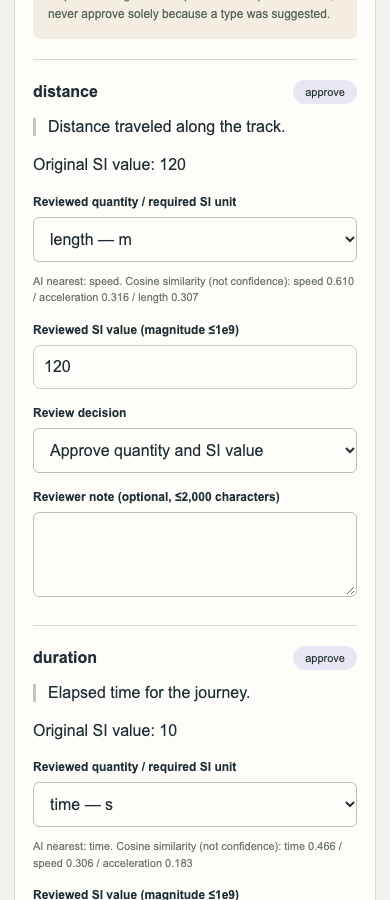 never approve solely because a type was suggested.
distance
approve
Distance traveled along the track.
Original SI value: 120
Reviewed quantity / required SI unit
length — m
AI nearest: speed. Cosine similarity (not confidence): speed 0.610
/ acceleration 0.316 / length 0.307
Reviewed SI value (magnitude ≤1e9)
120
Review decision
Approve quantity and SI value
Reviewer note (optional, ≤2,000 characters)
duration
approve
Elapsed time for the journey.
Original SI value: 10
Reviewed quantity / required SI unit
time — s
AI nearest: time. Cosine similarity (not confidence): time 0.466 /
speed 0.306 / acceleration 0.183
Reviewed SI value (magnitude ≤1e9)